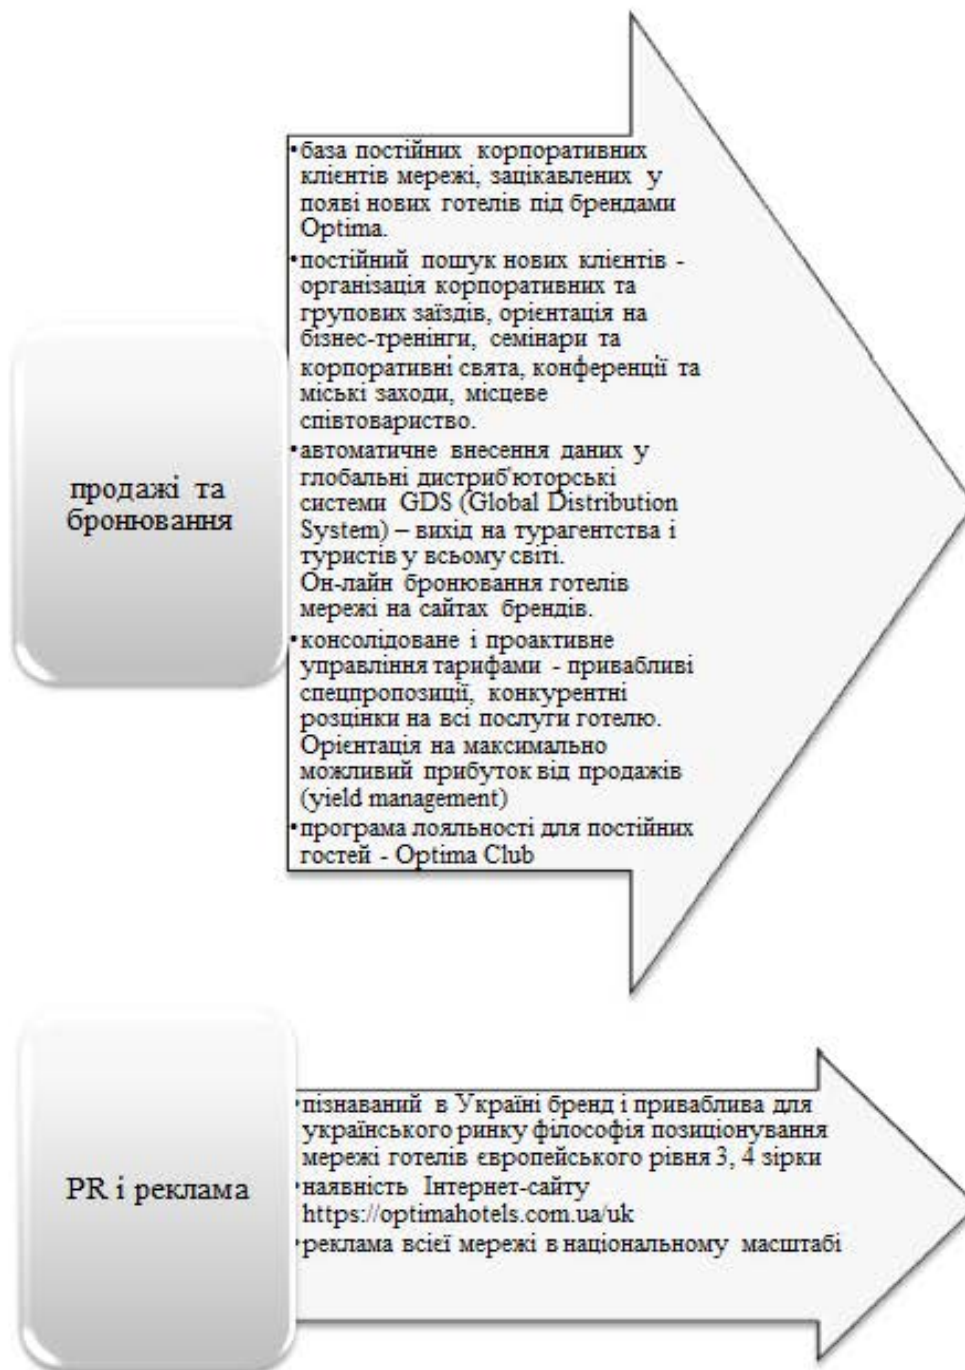 продажі та
бронювання
•база постійних корпоративних
клієнтів мережі, зацікавлених у
появі нових готелів під брендами
Optima.
•постійний пошук нових клієнтів -
організація корпоративних та
групових заїздів, орієнтація на
бізнес-тренінги, семінари та
корпоративні свята, конференції та
міські заходи, місцеве
співтовариство.
•автоматичне внесення даних у
глобальні дистриб'юторські
системи GDS (Global Distribution
System) – вихід на турагентства і
туристів у всьому світі.
Он-лайн бронювання готелів
мережі на сайтах брендів.
•консолідоване і проактивне
управління тарифами - привабливі
спецпропозиції, конкурентні
розцінки на всі послуги готелю.
Орієнтація на максимально
можливий прибуток від продажів
(yield management)
•програма лояльності для постійних
гостей - Optima Club
PR і реклама
•пізнаваний в Україні бренд і приваблива для
українського ринку філософія позиціонування
мережі готелів європейського рівня 3, 4 зірки
•наявність Інтернет-сайту
https://optimahotels.com.ua/uk
•реклама всієї мережі в національному масштабі